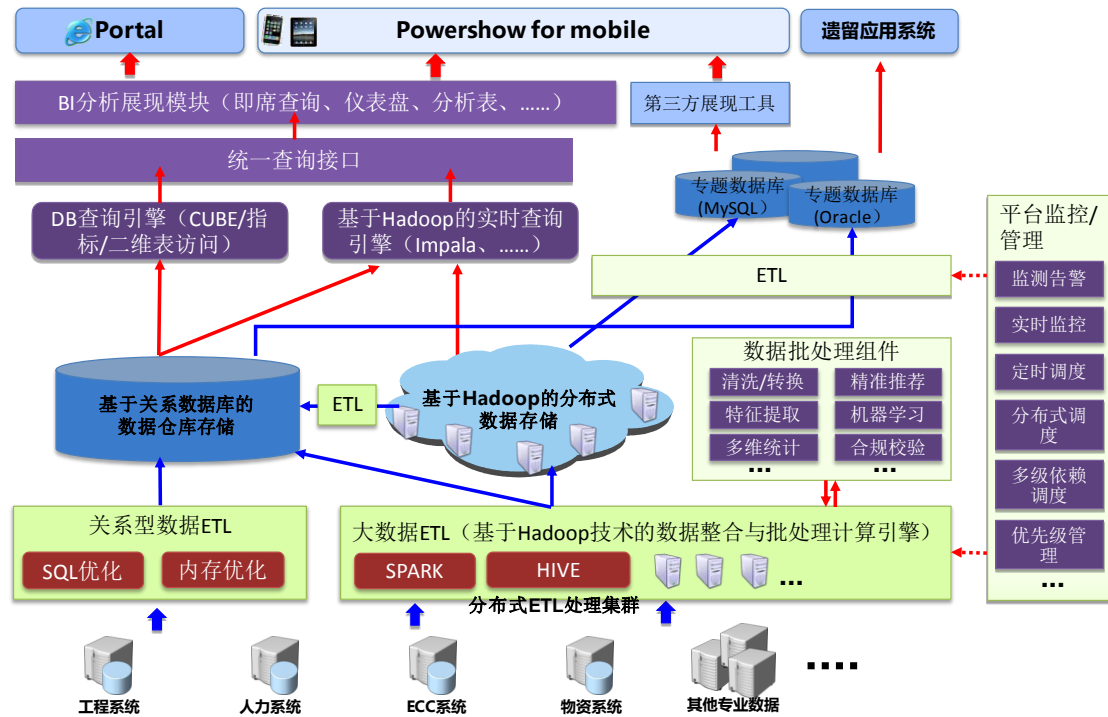 Portal
Powershow for mobile
遗留应用系统
BI分析展现模块（即席查询、仪表盘、分析表、……）
第三方展现工具
统一查询接口
专题数据库
(MySQL）
专题数据库
(Oracle）
DB查询引擎（CUBE/指
标/二维表访问）
基于Hadoop的实时查询
引擎（Impala、……）
平台监控/
管理
监测告警
实时监控
定时调度
分布式调
度
多级依赖
调度
优先级管
理
...
ETL
基于关系数据库的
数据仓库存储
ETL
基于Hadoop的分布式
数据存储
数据批处理组件
清洗/转换
精准推荐
特征提取
机器学习
多维统计
合规校验
...
...
关系型数据ETL
SQL优化
内存优化
大数据ETL（基于Hadoop技术的数据整合与批处理计算引擎）
SPARK
HIVE
...
分布式ETL处理集群
工程系统
人力系统
ECC系统
物资系统
其他专业数据
....